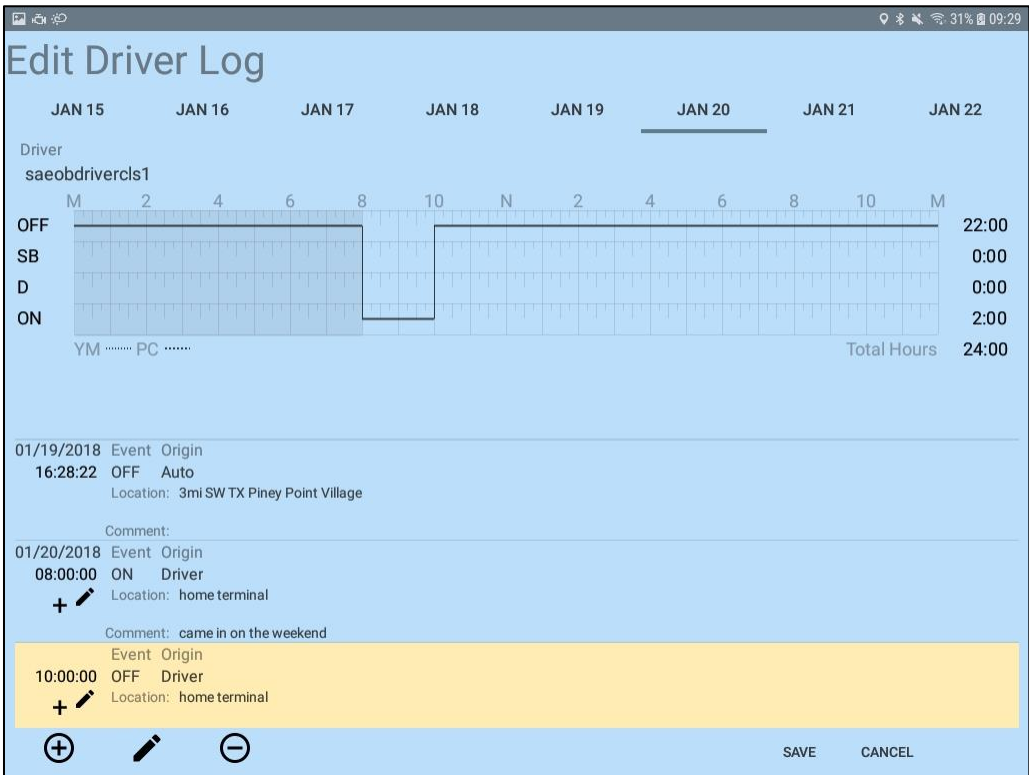 31% 09:29
Edit Driver Log
JAN 15 JAN 16 JAN 17 JAN 18 JAN 19 JAN 20 JAN 21 JAN 22
Driver
saeobdrivercls1
M 2 4 6 8 10 N 2 4 6 8 10 M
OFF 22:00
SB 0:00
D 0:00
ON 2:00
YM PC Total Hours 24:00
01/19/2018 Event Origin
16:28:22 OFF Auto
Location: 3mi SW TX Piney Point Village
Comment:
01/20/2018 Event Origin
08:00:00 ON Driver
Location: home terminal
Comment: came in on the weekend
Event Origin
10:00:00 OFF Driver
Location: home terminal
SAVE CANCEL